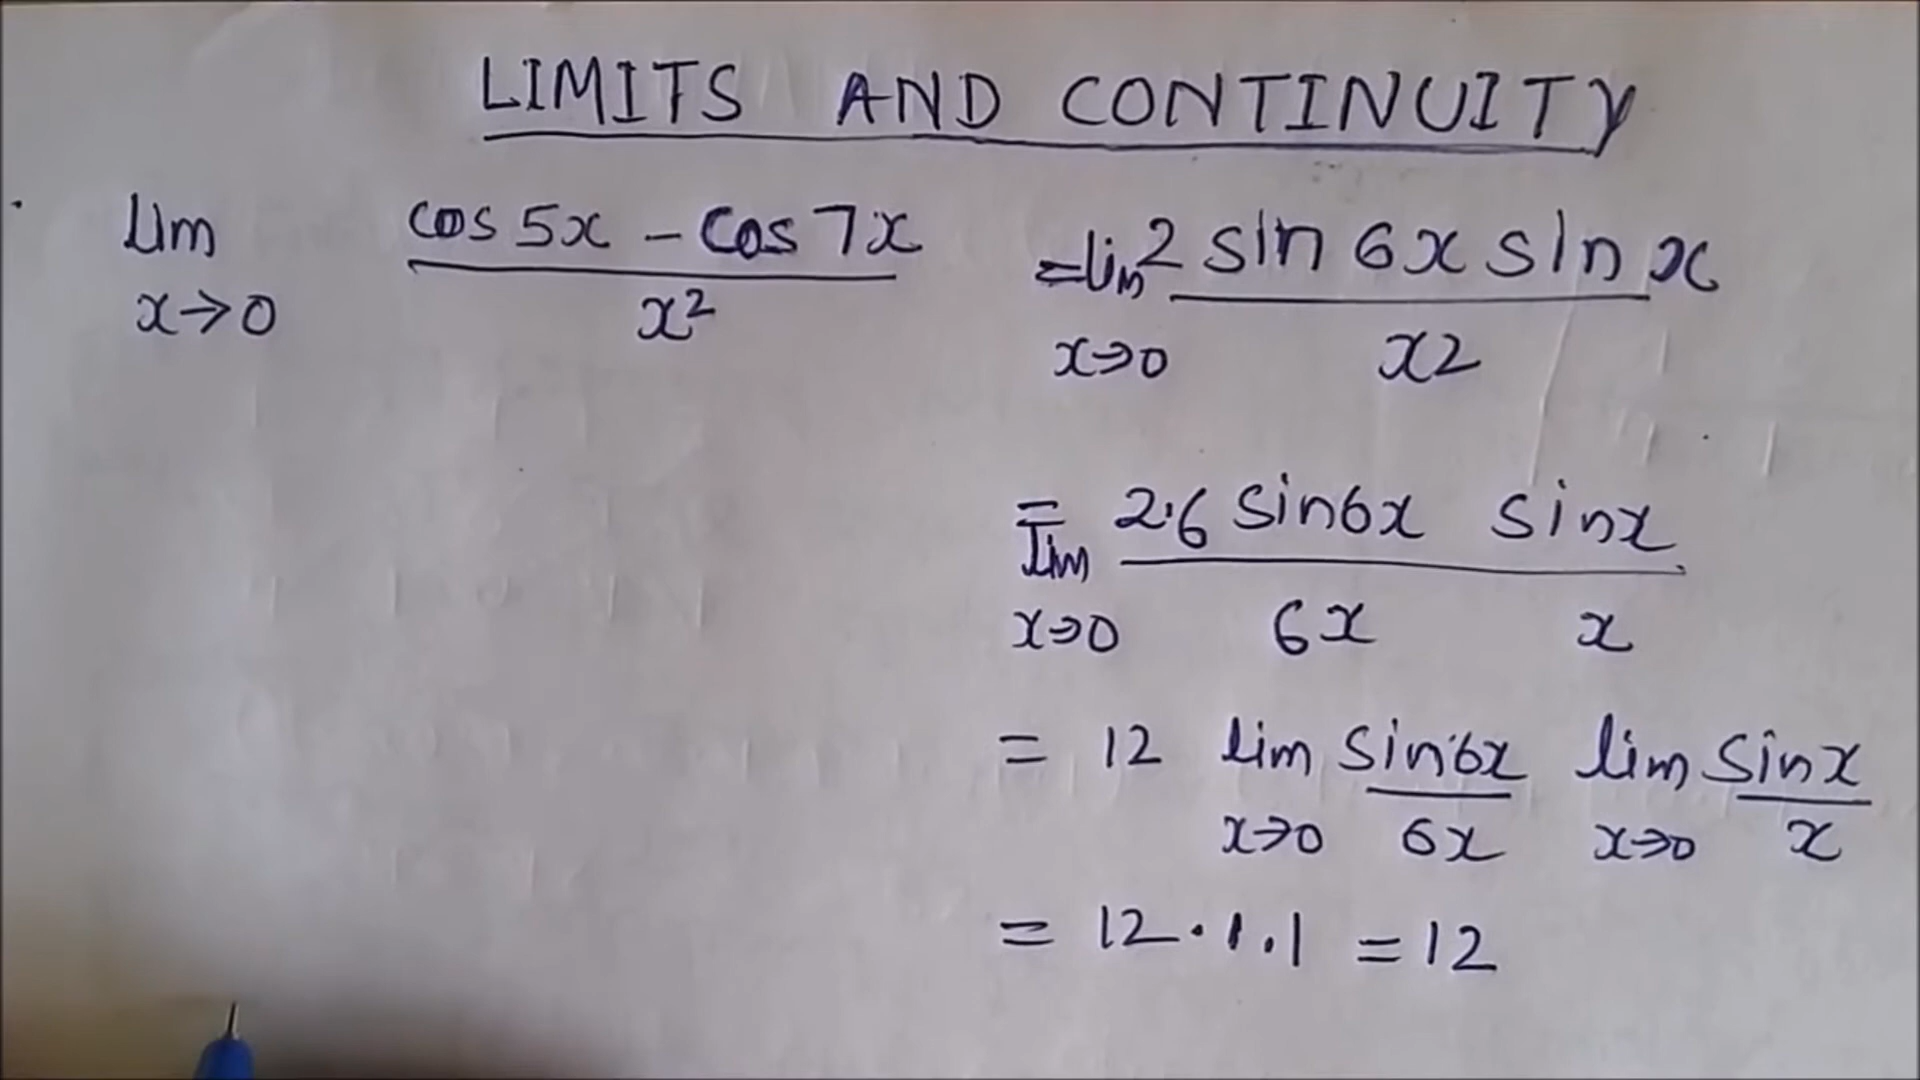 LIMITS AND CONTINUITY
lim cos 5x - cos 7x
x→0 x²
= lim 2 sin 6x sin x
x→0 x2
= lim 2·6 sin6x sinx
x→0 6x x
= 12 lim sin6x lim sinx
x→0 6x x→0 x
= 12·1·1 = 12